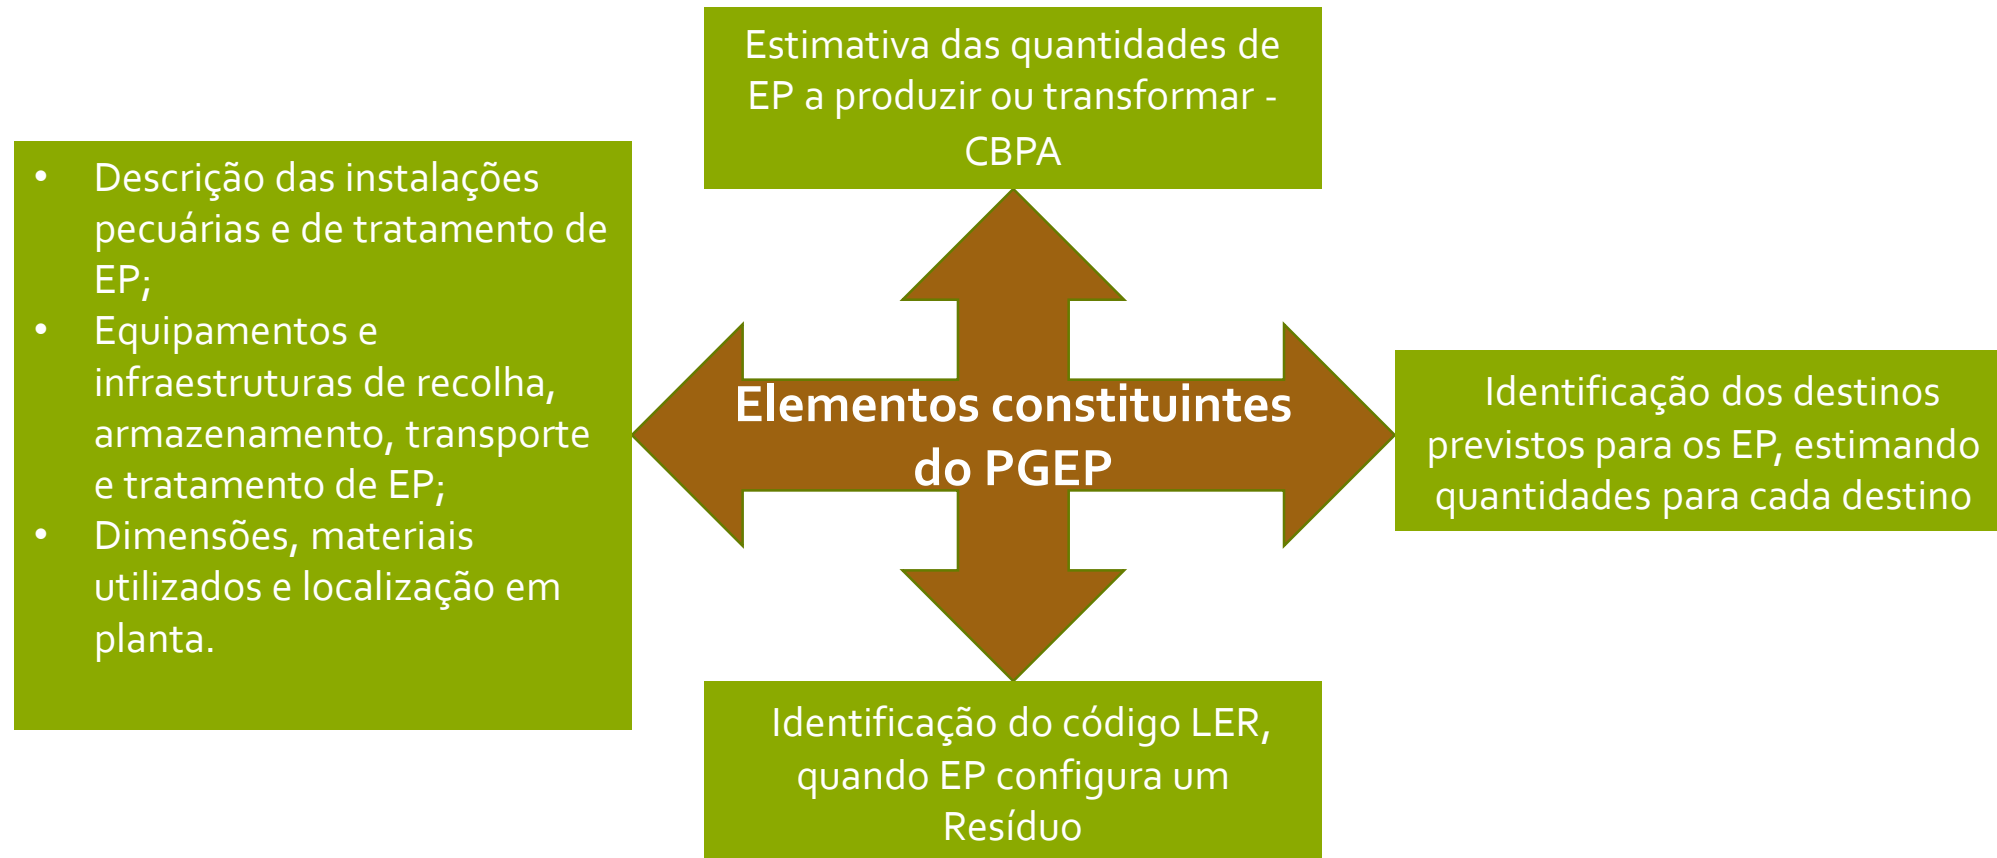 Estimativa das quantidades de
EP a produzir ou transformar -
CBPA
• Descrição das instalações
pecuárias e de tratamento de
EP;
• Equipamentos e
infraestruturas de recolha,
armazenamento, transporte
e tratamento de EP;
• Dimensões, materiais
utilizados e localização em
planta.
Elementos constituintes
do PGEP
Identificação dos destinos
previstos para os EP, estimando
quantidades para cada destino
Identificação do código LER,
quando EP configura um
Resíduo